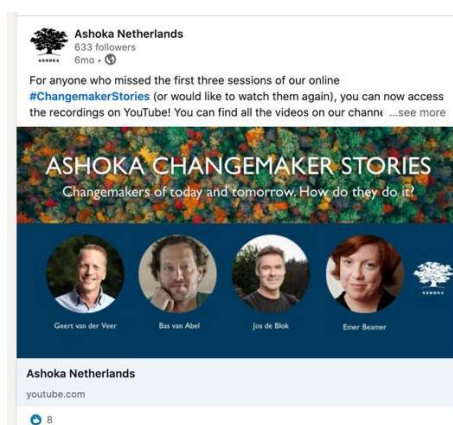 Ashoka Netherlands
633 followers
6mo •
For anyone who missed the first three sessions of our online
#ChangemakerStories (or would like to watch them again), you can now access
the recordings on YouTube! You can find all the videos on our channe ...see more
ASHOKA CHANGEMAKER STORIES
Changemakers of today and tomorrow. How do they do it?
Geert van der Veer
Bas van Abel
Jos de Blok
Emer Beamer
ASHOKA
Ashoka Netherlands
youtube.com
8